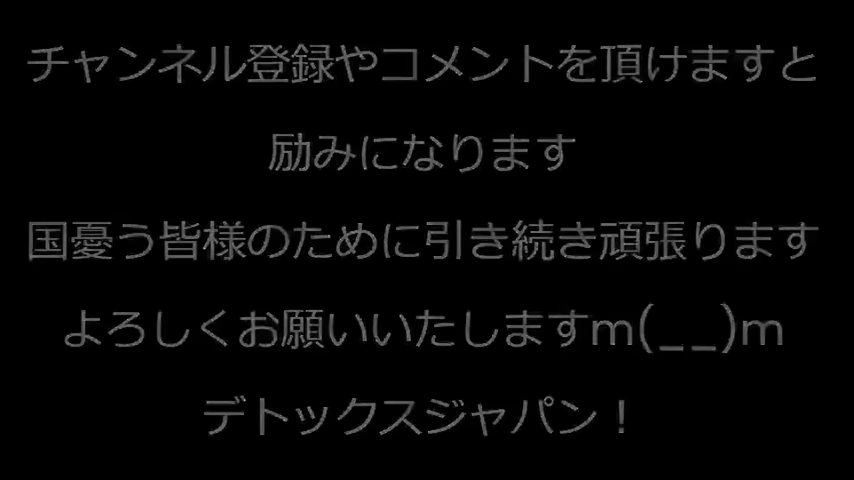 チャンネル登録やコメントを頂けますと
励みになります
国憂う皆様のために引き続き頑張ります
よろしくお願いいたしますm(__)m
デトックスジャパン！